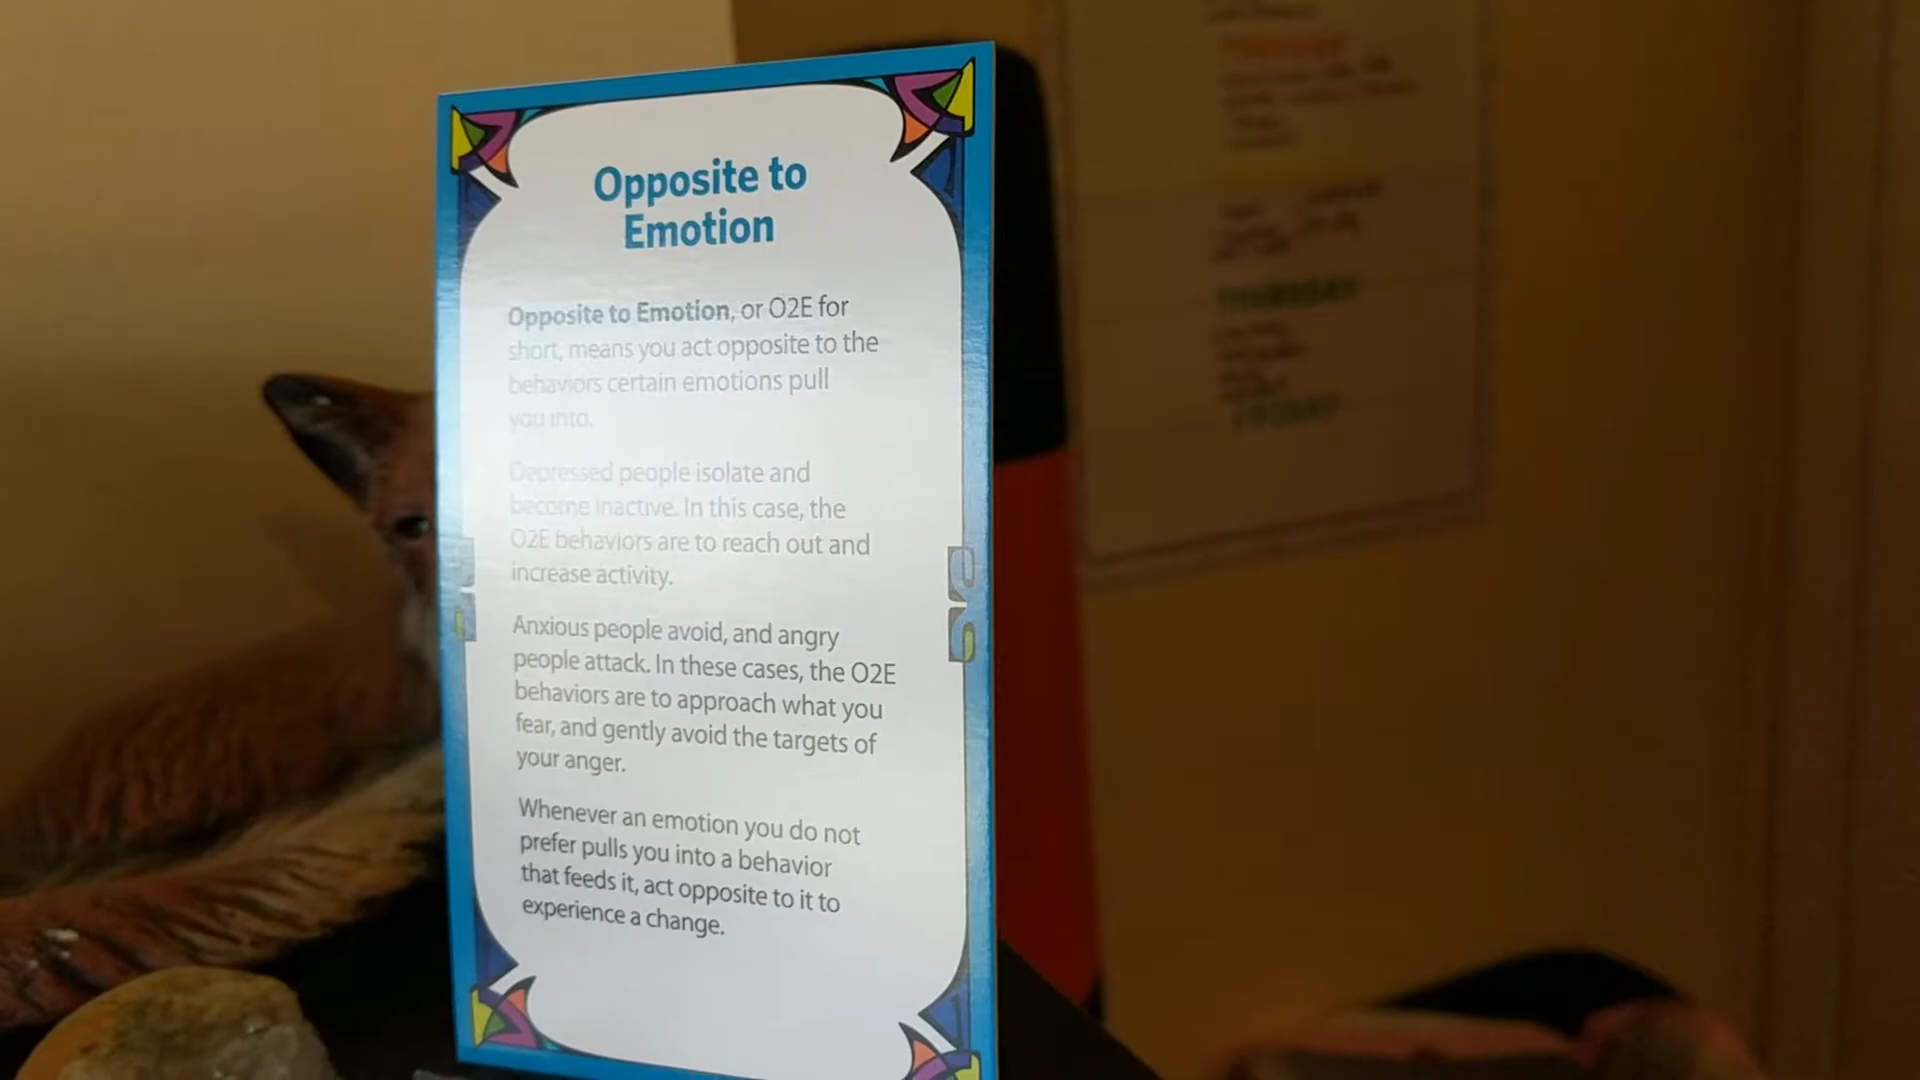 Opposite to
Emotion
Opposite to Emotion, or O2E for
short, means you act opposite to the
behaviors certain emotions pull
you into.
Depressed people isolate and
become inactive. In this case, the
O2E behaviors are to reach out and
increase activity.
Anxious people avoid, and angry
people attack. In these cases, the O2E
behaviors are to approach what you
fear, and gently avoid the targets of
your anger.
Whenever an emotion you do not
prefer pulls you into a behavior
that feeds it, act opposite to it to
experience a change.
THURSDAY
FRIDAY